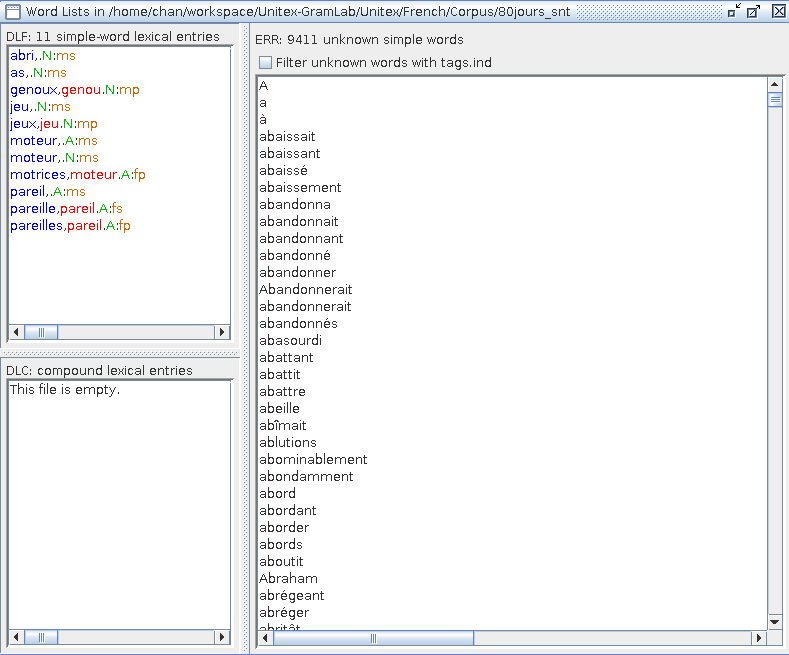 Word Lists in /home/chan/workspace/Unitex-GramLab/Unitex/French/Corpus/80jours_snt
DLF: 11 simple-word lexical entries
abri,.N:ms
as,.N:ms
genoux,genou.N:mp
jeu,.N:ms
jeux,jeu.N:mp
moteur,.A:ms
moteur,.N:ms
motrices,moteur.A:fp
pareil,.A:ms
pareille,pareil.A:fs
pareilles,pareil.A:fp
DLC: compound lexical entries
This file is empty.
ERR: 9411 unknown simple words
Filter unknown words with tags.ind
A
a
à
abaissait
abaissant
abaissé
abaissement
abandonna
abandonnait
abandonnant
abandonné
abandonner
Abandonnerait
abandonnerait
abandonnés
abasourdi
abattant
abattit
abattre
abeille
abîmait
ablutions
abominablement
abondamment
abord
abordant
aborder
abords
aboutit
Abraham
abrégeant
abréger
abritât